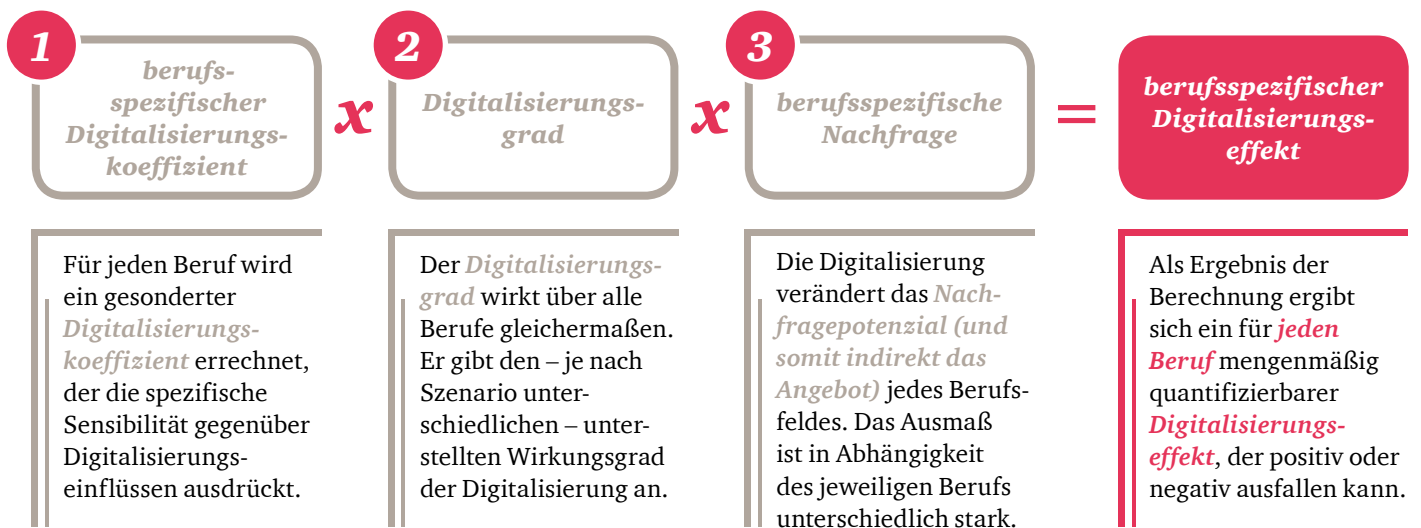 1
berufs-
spezifischer
Digitalisierungs-
koeffizient
x
2
Digitalisierungs-
grad
x
3
berufsspezifische
Nachfrage
=
berufsspezifischer
Digitalisierungs-
effekt
Für jeden Beruf wird
ein gesonderter
Digitalisierungs-
koeffizient errechnet,
der die spezifische
Sensibilität gegenüber
Digitalisierungs-
einflüssen ausdrückt.
Der Digitalisierungs-
grad wirkt über alle
Berufe gleichermaßen.
Er gibt den – je nach
Szenario unter-
schiedlichen – unter-
stellten Wirkungsgrad
der Digitalisierung an.
Die Digitalisierung
verändert das Nach-
fragepotenzial (und
somit indirekt das
Angebot) jedes Berufs-
feldes. Das Ausmaß
ist in Abhängigkeit
des jeweiligen Berufs
unterschiedlich stark.
Als Ergebnis der
Berechnung ergibt
sich ein für jeden
Beruf mengenmäßig
quantifizierbarer
Digitalisierungs-
effekt, der positiv oder
negativ ausfallen kann.